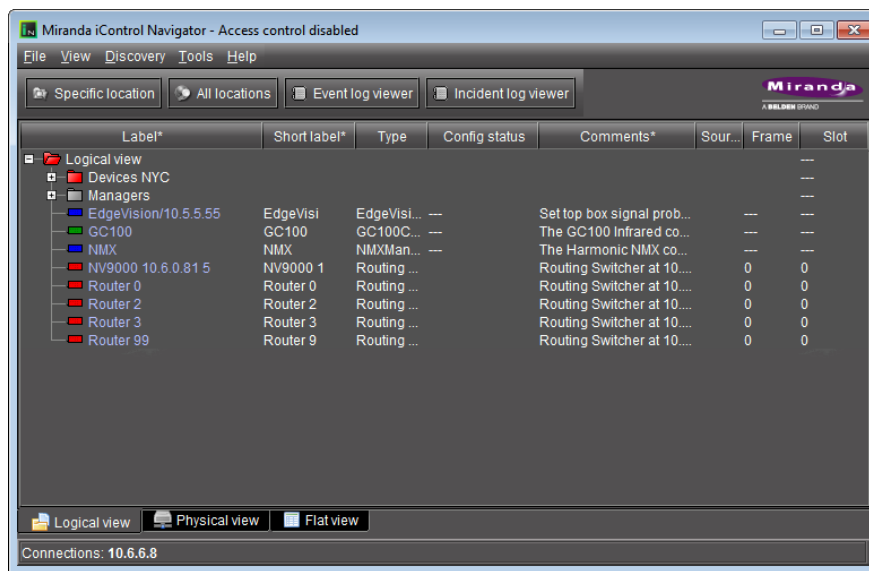 Miranda iControl Navigator - Access control disabled
File View Discovery Tools Help
Specific location All locations Event log viewer Incident log viewer
Miranda
A BELDEN BRAND
Label* Short label* Type Config status Comments* Sour... Frame Slot
Logical view ---
Devices NYC ---
Managers ---
EdgeVision/10.5.5.55 EdgeVisi EdgeVisi... --- Set top box signal prob... --- ---
GC100 GC100 GC100C... --- The GC100 Infrared co... --- ---
NMX NMX NMXMan... --- The Harmonic NMX co... --- ---
NV9000 10.6.0.81 5 NV9000 1 Routing ... Routing Switcher at 10.... 0 0
Router 0 Router 0 Routing ... Routing Switcher at 10.... 0 0
Router 2 Router 2 Routing ... Routing Switcher at 10.... 0 0
Router 3 Router 3 Routing ... Routing Switcher at 10.... 0 0
Router 99 Router 9 Routing ... Routing Switcher at 10.... 0 0
Logical view Physical view Flat view
Connections: 10.6.6.8